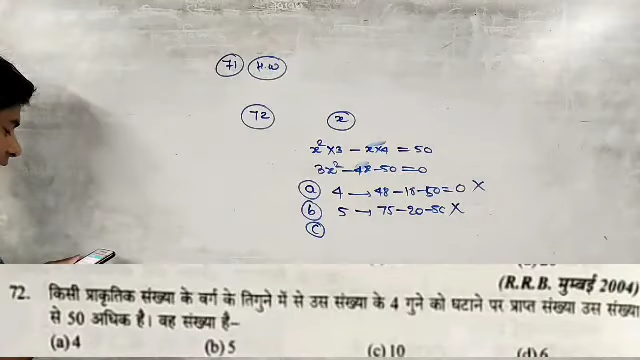 71 H.W
72 x
x² × 3 - x×4 = 50
3x² - 4x - 50 = 0
a 4 → 48 - 16 - 50 = 0 ×
b 5 → 75 - 20 - 50 ×
c
(R.R.B. मुम्बई 2004)
72. किसी प्राकृतिक संख्या के वर्ग के तिगुने में से उस संख्या के 4 गुने को घटाने पर प्राप्त संख्या उस संख्या
से 50 अधिक है। वह संख्या है–
(a) 4 (b) 5 (c) 10 (d) 6